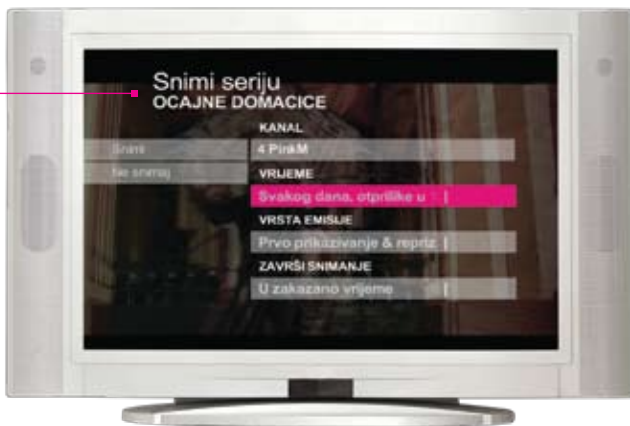 Snimi seriju
OCAJNE DOMACICE
KANAL
Snimi
4 PinkM
Ne snimaj
VRIJEME
Svakog dana, otprilike u
VRSTA EMISIJE
Prvo prikazivanje & repriz
ZAVRŠI SNIMANJE
U zakazano vrijeme